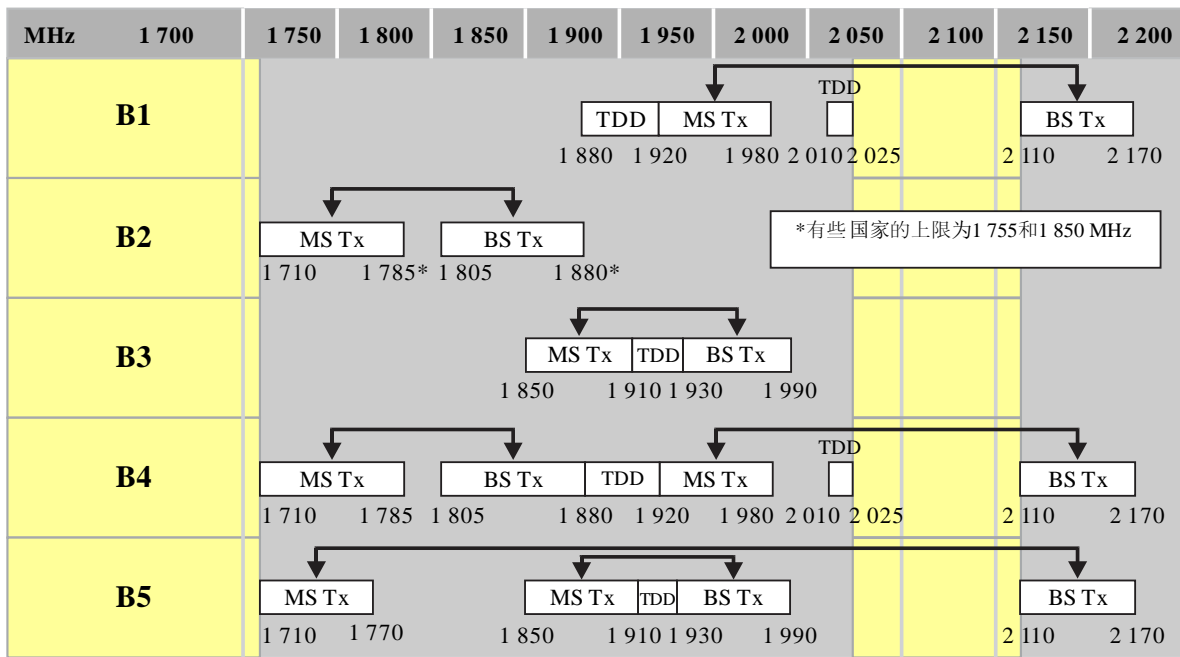 MHz 1 700 1 750 1 800 1 850 1 900 1 950 2 000 2 050 2 100 2 150 2 200
TDD
B1 TDD MS Tx BS Tx
1 880 1 920 1 980 2 010 2 025 2 110 2 170
B2 MS Tx BS Tx *有些国家的上限为1 755和1 850 MHz
1 710 1 785* 1 805 1 880*
B3 MS Tx TDD BS Tx
1 850 1 910 1 930 1 990
TDD
B4 MS Tx BS Tx TDD MS Tx BS Tx
1 710 1 785 1 805 1 880 1 920 1 980 2 010 2 025 2 110 2 170
B5 MS Tx MS Tx TDD BS Tx BS Tx
1 710 1 770 1 850 1 910 1 930 1 990 2 110 2 170